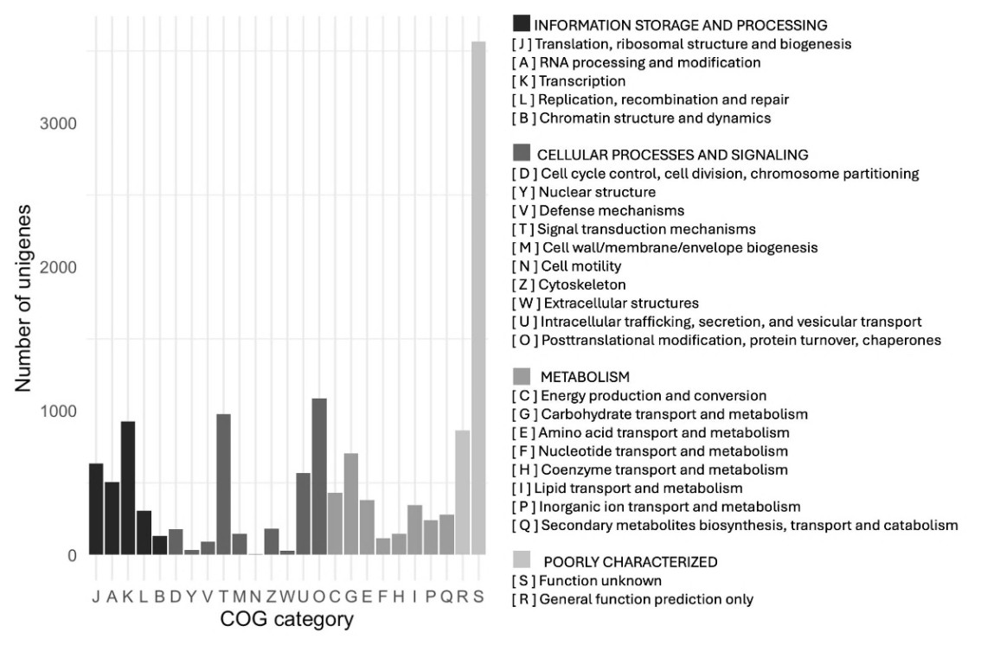 3000
2000
1000
0
Number of unigenes
J A K L B D Y V T M N Z W U O C G E F H I P Q R S
COG category
INFORMATION STORAGE AND PROCESSING
[ J ] Translation, ribosomal structure and biogenesis
[ A ] RNA processing and modification
[ K ] Transcription
[ L ] Replication, recombination and repair
[ B ] Chromatin structure and dynamics
CELLULAR PROCESSES AND SIGNALING
[ D ] Cell cycle control, cell division, chromosome partitioning
[ Y ] Nuclear structure
[ V ] Defense mechanisms
[ T ] Signal transduction mechanisms
[ M ] Cell wall/membrane/envelope biogenesis
[ N ] Cell motility
[ Z ] Cytoskeleton
[ W ] Extracellular structures
[ U ] Intracellular trafficking, secretion, and vesicular transport
[ O ] Posttranslational modification, protein turnover, chaperones
METABOLISM
[ C ] Energy production and conversion
[ G ] Carbohydrate transport and metabolism
[ E ] Amino acid transport and metabolism
[ F ] Nucleotide transport and metabolism
[ H ] Coenzyme transport and metabolism
[ I ] Lipid transport and metabolism
[ P ] Inorganic ion transport and metabolism
[ Q ] Secondary metabolites biosynthesis, transport and catabolism
POORLY CHARACTERIZED
[ S ] Function unknown
[ R ] General function prediction only